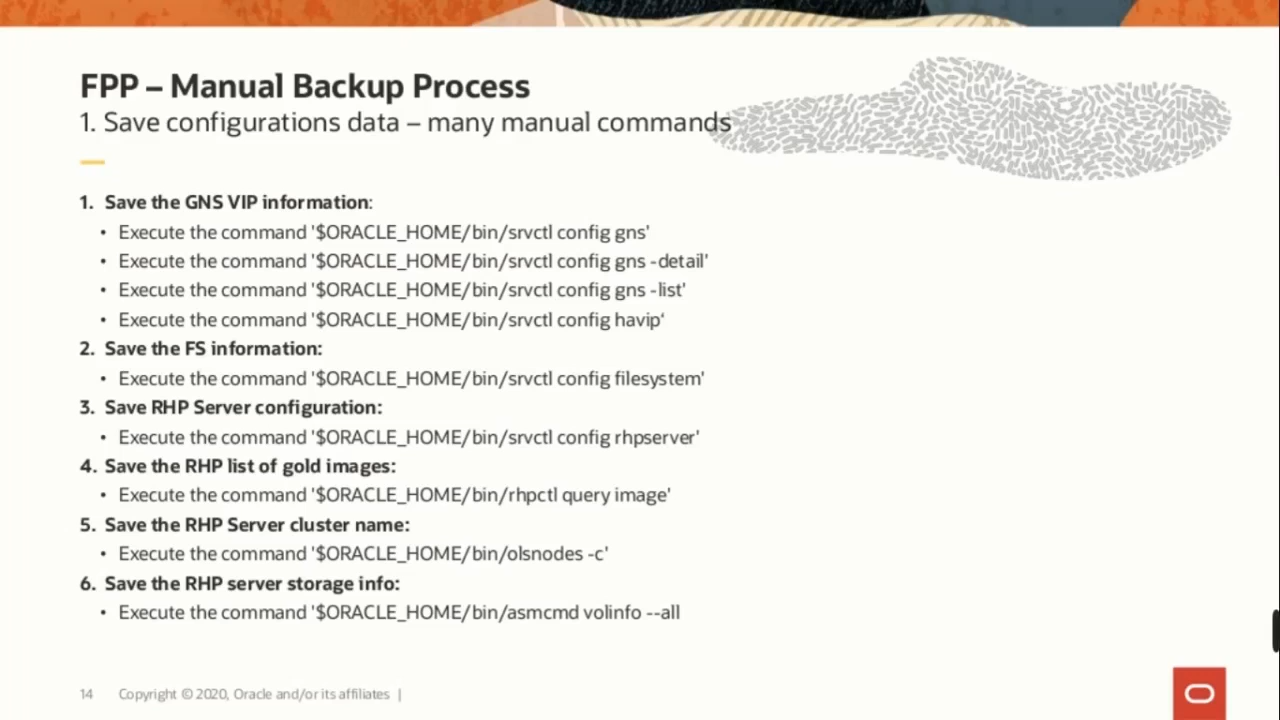 FPP – Manual Backup Process
1. Save configurations data – many manual commands
1. Save the GNS VIP information:
• Execute the command '$ORACLE_HOME/bin/srvctl config gns'
• Execute the command '$ORACLE_HOME/bin/srvctl config gns -detail'
• Execute the command '$ORACLE_HOME/bin/srvctl config gns -list'
• Execute the command '$ORACLE_HOME/bin/srvctl config havip‘
2. Save the FS information:
• Execute the command '$ORACLE_HOME/bin/srvctl config filesystem'
3. Save RHP Server configuration:
• Execute the command '$ORACLE_HOME/bin/srvctl config rhpserver'
4. Save the RHP list of gold images:
• Execute the command '$ORACLE_HOME/bin/rhpctl query image'
5. Save the RHP Server cluster name:
• Execute the command '$ORACLE_HOME/bin/olsnodes -c'
6. Save the RHP server storage info:
• Execute the command '$ORACLE_HOME/bin/asmcmd volinfo --all
14 Copyright © 2020, Oracle and/or its affiliates |